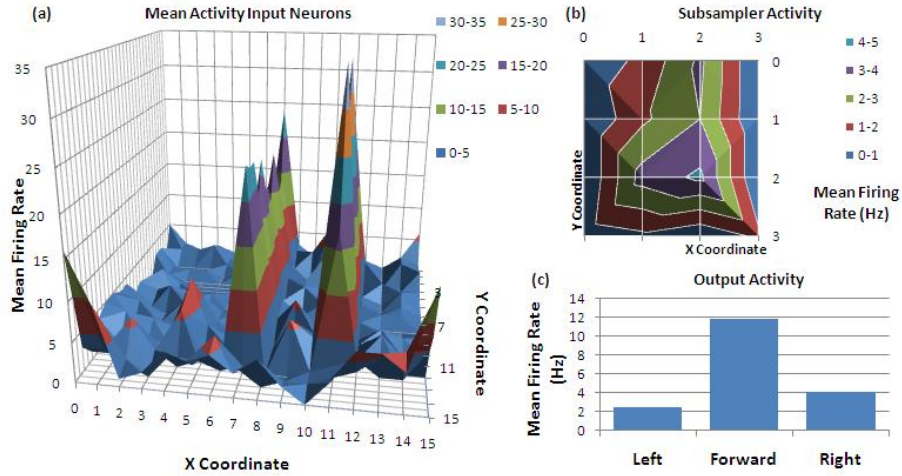 (a)
Mean Activity Input Neurons
30-35
25-30
20-25
15-20
10-15
5-10
0-5
Mean Firing Rate
35
30
25
20
15
10
5
0
0 1 2 3 4 5 6 7 8 9 10 11 12 13 14 15
X Coordinate
3
7
11
15
Y Coordinate
(b)
Subsampler Activity
0 1 2 3
0
1
2
3
Y Coordinate
X Coordinate
4-5
3-4
2-3
1-2
0-1
Mean Firing
Rate (Hz)
(c)
Output Activity
Mean Firing Rate
(Hz)
14
12
10
8
6
4
2
0
Left Forward Right